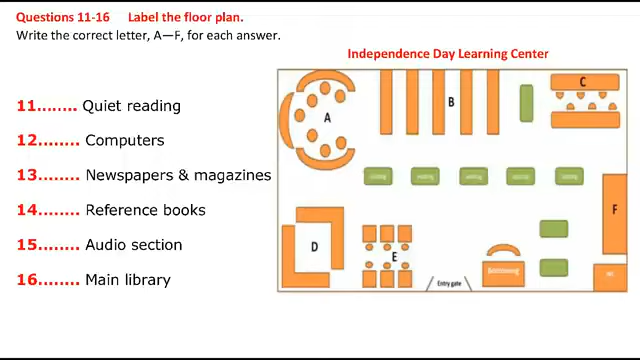 Questions 11-16 Label the floor plan.
Write the correct letter, A—F, for each answer.
Independence Day Learning Center
11........ Quiet reading
12........ Computers
13........ Newspapers & magazines
14........ Reference books
15........ Audio section
16........ Main library
A
B
C
D
E
F
Entry gate